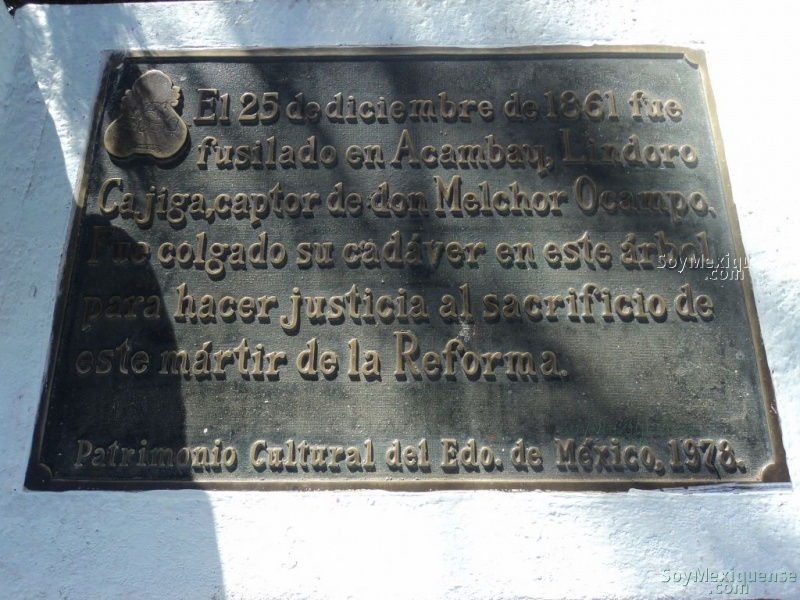 El 25 de diciembre de 1861 fue
fusilado en Acambay, Lindoro
Cajiga,captor de don Melchor Ocampo.
Fue colgado su cadáver en este árbol
para hacer justicia al sacrificio de
este mártir de la Reforma.
Patrimonio Cultural del Edo. de México, 1978.
SoyMexiquense
.com
SoyMexiquense
.com